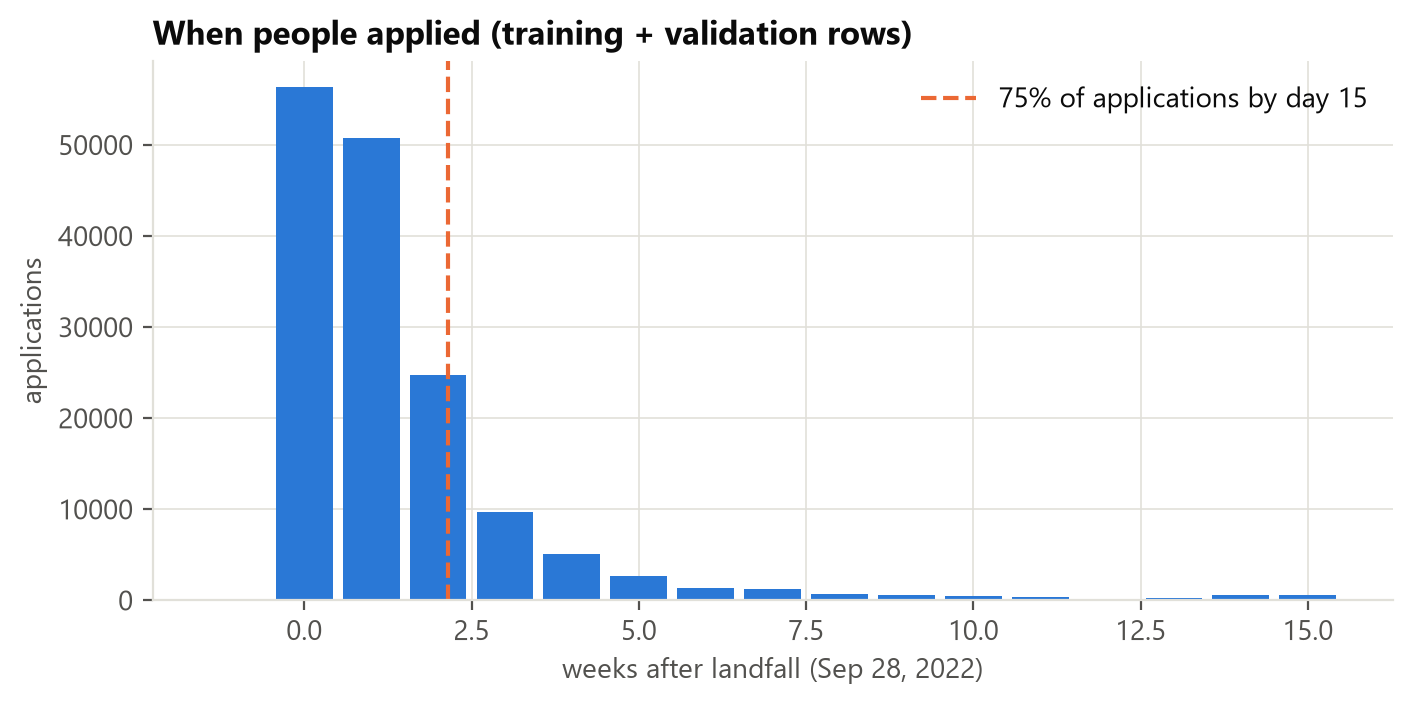 When people applied (training + validation rows)
75% of applications by day 15
applications
50000
40000
30000
20000
10000
0
0.0 2.5 5.0 7.5 10.0 12.5 15.0
weeks after landfall (Sep 28, 2022)